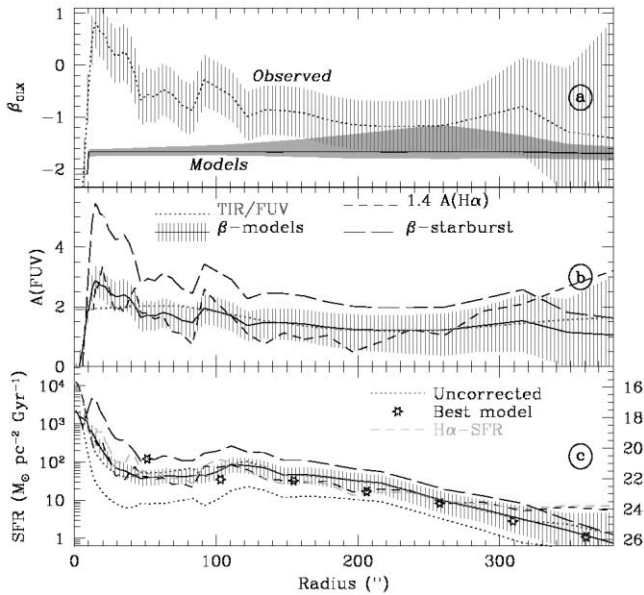 1
0
-1
-2
β_GLX
Observed
Models
a
4
2
0
A(FUV)
TIR/FUV
β-models
1.4 A(Hα)
β-starburst
b
10⁴
10³
10²
10
1
SFR (M⊙ pc⁻² Gyr⁻¹)
Uncorrected
Best model
Hα-SFR
c
16
18
20
22
24
26
0
100
200
300
Radius ('')